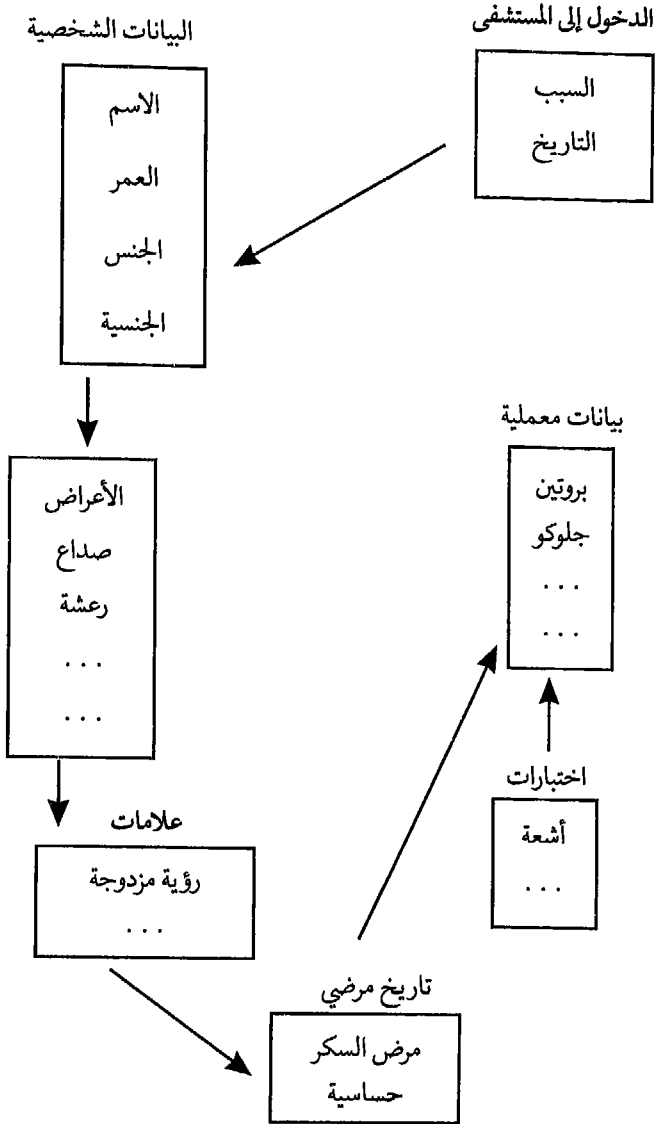 الدخول إلى المستشفى
السبب
التاريخ
البيانات الشخصية
الاسم
العمر
الجنس
الجنسية
الأعراض
صداع
رعشة
...
...
علامات
رؤية مزدوجة
...
تاريخ مرضي
مرض السكر
حساسية
بيانات معملية
بروتين
جلوكو
...
...
اختبارات
أشعة
...